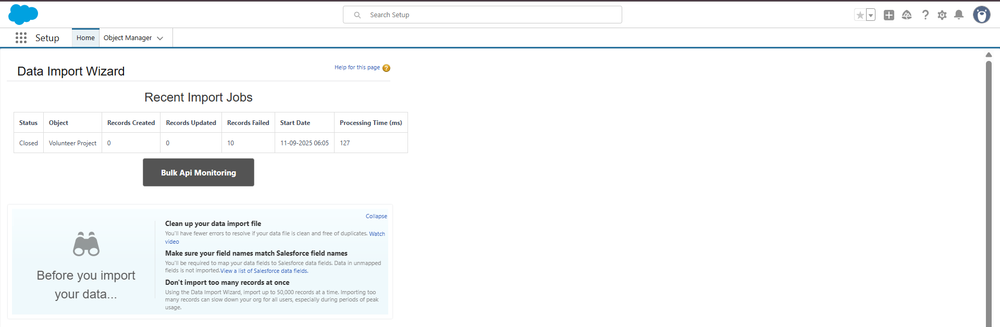 Search Setup
Setup
Home
Object Manager
Data Import Wizard
Help for this page ?
Recent Import Jobs
Status Object Records Created Records Updated Records Failed Start Date Processing Time (ms)
Closed Volunteer Project 0 0 10 11-09-2025 06:05 127
Bulk Api Monitoring
Collapse
Before you import
your data...
Clean up your data import file
You'll have fewer errors to resolve if your data file is clean and free of duplicates. Watch
video
Make sure your field names match Salesforce field names
You'll be required to map your data fields to Salesforce data fields. Data in unmapped
fields is not imported.View a list of Salesforce data fields.
Don't import too many records at once
Using the Data Import Wizard, import up to 50,000 records at a time. Importing too
many records can slow down your org for all users, especially during periods of peak
usage.